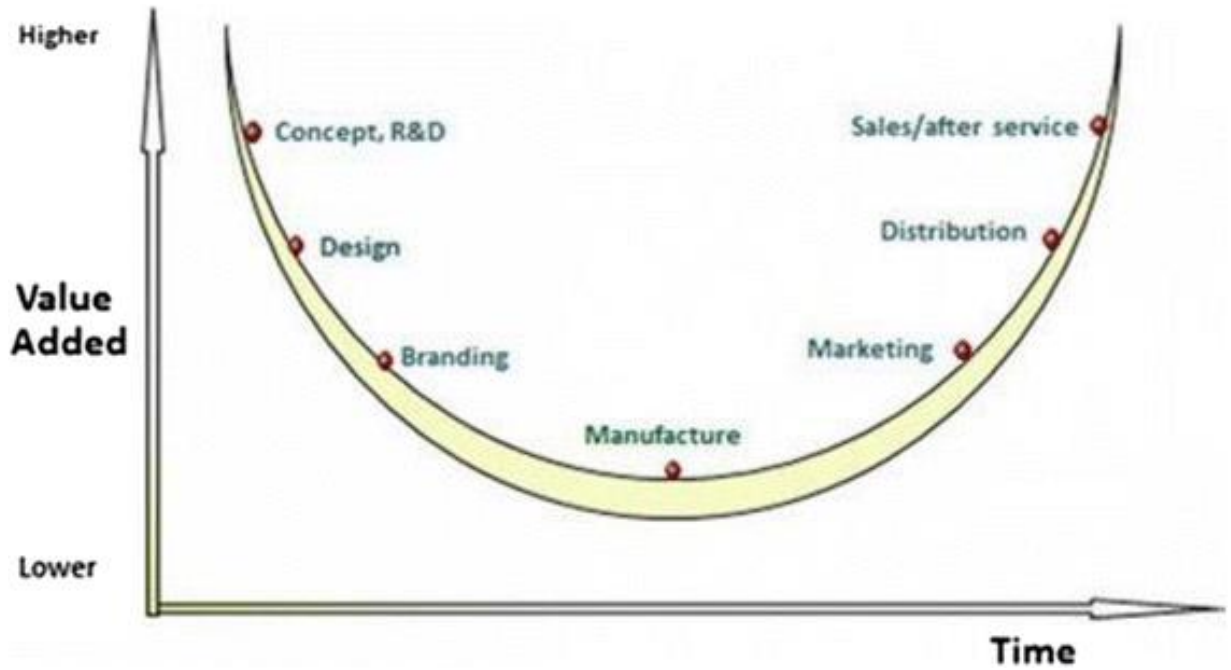 Higher
Concept, R&D
Sales/after service
Design
Distribution
Value
Added
Branding
Marketing
Manufacture
Lower
Time